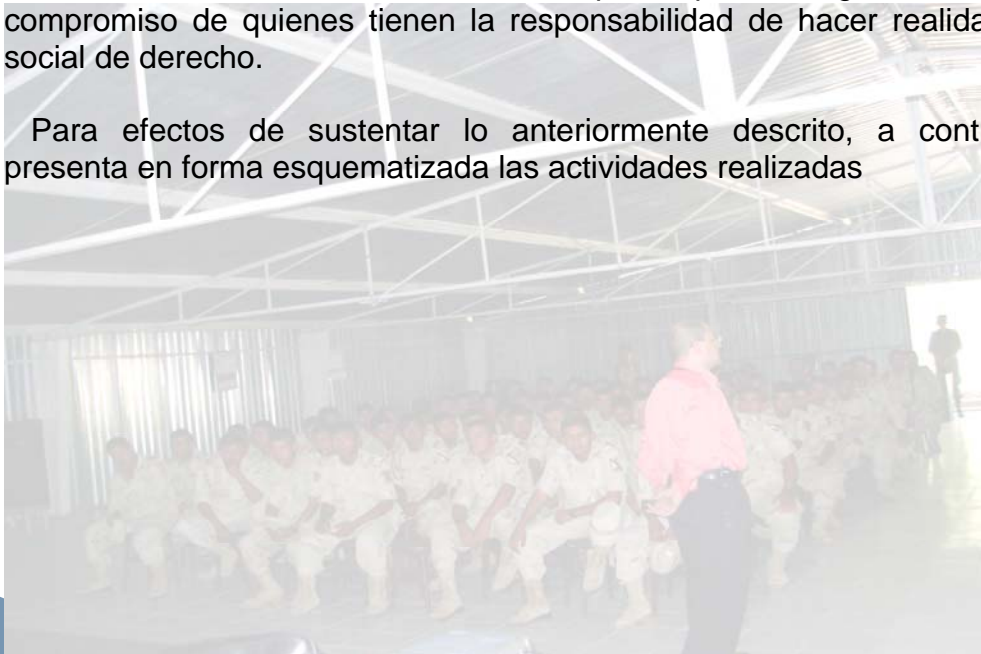 compromiso de quienes tienen la responsabilidad de hacer realida
social de derecho.
Para efectos de sustentar lo anteriormente descrito, a cont
presenta en forma esquematizada las actividades realizadas